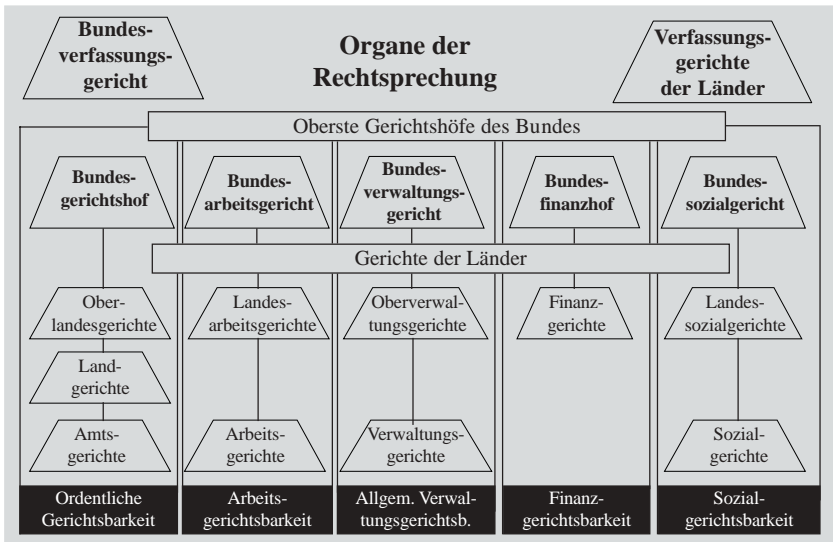 Bundes-
verfassungs-
gericht
Organe der
Rechtsprechung
Verfassungs-
gerichte
der Länder
Oberste Gerichtshöfe des Bundes
Bundes-
gerichtshof
Bundes-
arbeitsgericht
Bundes-
verwaltungs-
gericht
Bundes-
finanzhof
Bundes-
sozialgericht
Gerichte der Länder
Ober-
landesgerichte
Landes-
arbeitsgerichte
Oberverwal-
tungsgerichte
Finanz-
gerichte
Landes-
sozialgerichte
Land-
gerichte
Amts-
gerichte
Arbeits-
gerichte
Verwaltungs-
gerichte
Sozial-
gerichte
Ordentliche
Gerichtsbarkeit
Arbeits-
gerichtsbarkeit
Allgem. Verwal-
tungsgerichtsb.
Finanz-
gerichtsbarkeit
Sozial-
gerichtsbarkeit